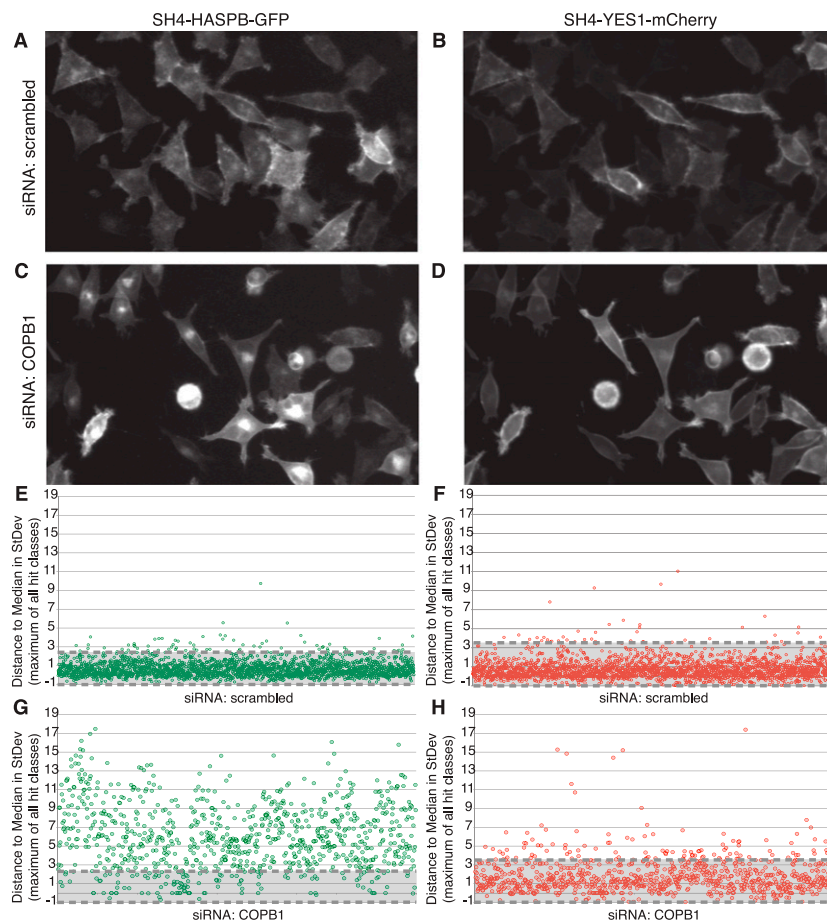 SH4-HASPB-GFP SH4-YES1-mCherry
A B
siRNA: scrambled
C D
siRNA: COPB1
E F
Distance to Median in StDev
(maximum of all hit classes)
19
17
15
13
11
9
7
5
3
1
-1
siRNA: scrambled
Distance to Median in StDev
(maximum of all hit classes)
19
17
15
13
11
9
7
5
3
1
-1
siRNA: scrambled
G H
Distance to Median in StDev
(maximum of all hit classes)
19
17
15
13
11
9
7
5
3
1
-1
siRNA: COPB1
Distance to Median in StDev
(maximum of all hit classes)
19
17
15
13
11
9
7
5
3
1
-1
siRNA: COPB1